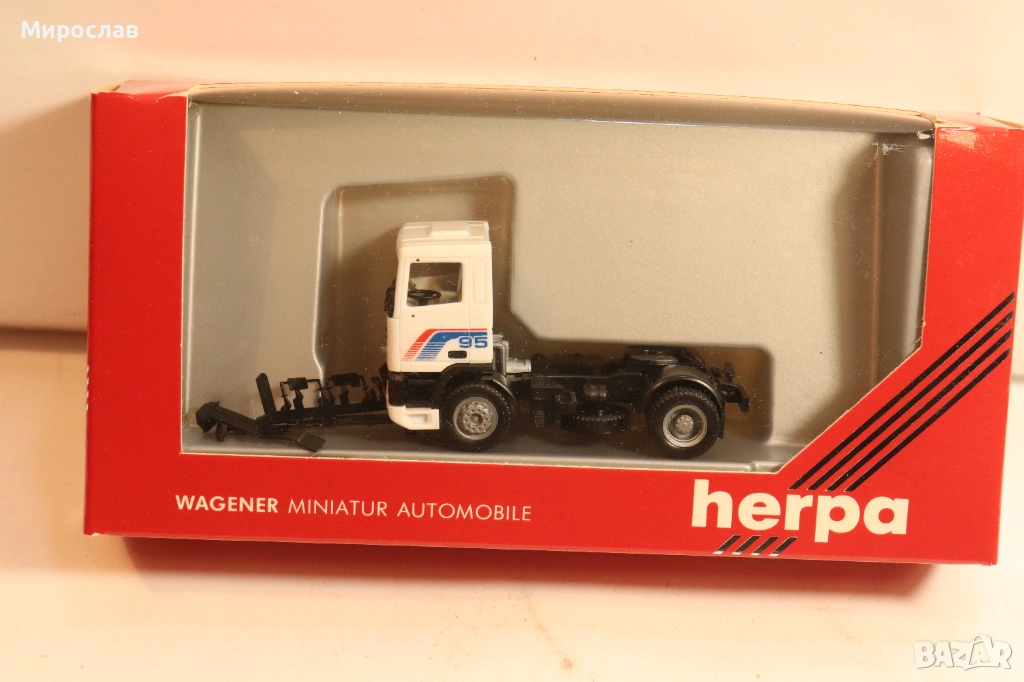 Мирослав
95
WAGENER MINIATUR AUTOMOBILE
herpa
BAZAR